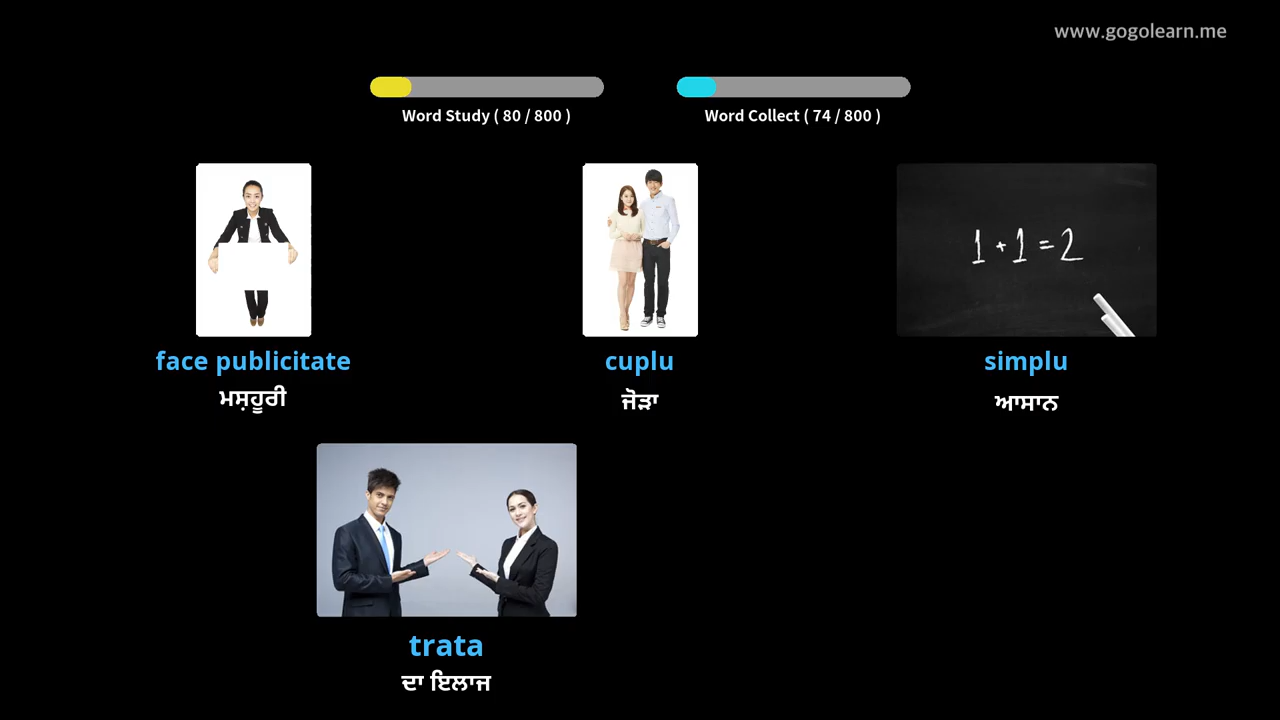 www.gogolearn.me
Word Study ( 80 / 800 )
Word Collect ( 74 / 800 )
1 + 1 = 2
face publicitate
cuplu
simplu
ਮਸ਼ਹੂਰੀ
ਜੋੜਾ
ਆਸਾਨ
trata
ਦਾ ਇਲਾਜ